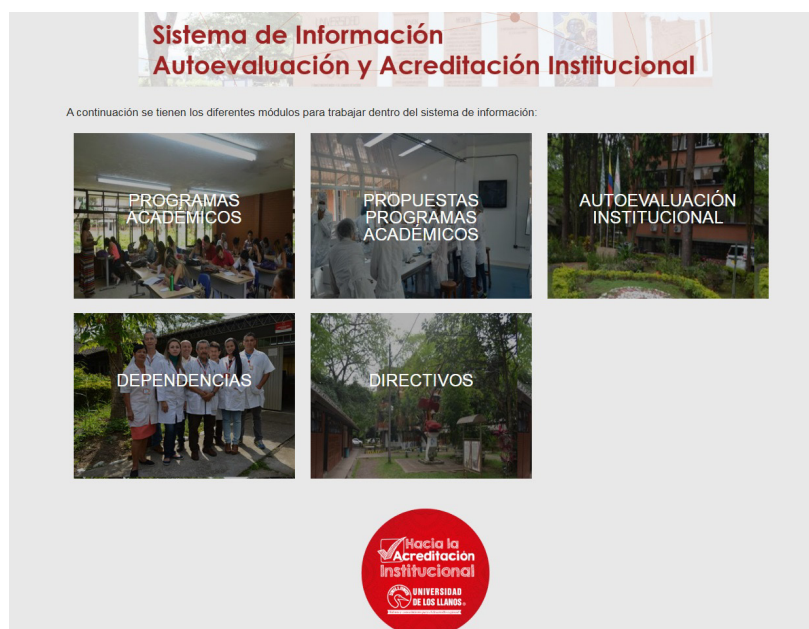 Sistema de Información
Autoevaluación y Acreditación Institucional
A continuación se tienen los diferentes módulos para trabajar dentro del sistema de información:
PROGRAMAS
ACADÉMICOS
PROPUESTAS
PROGRAMAS
ACADÉMICOS
AUTOEVALUACIÓN
INSTITUCIONAL
DEPENDENCIAS
DIRECTIVOS
Hacia la
Acreditación
Institucional
UNIVERSIDAD
DE LOS LLANOS